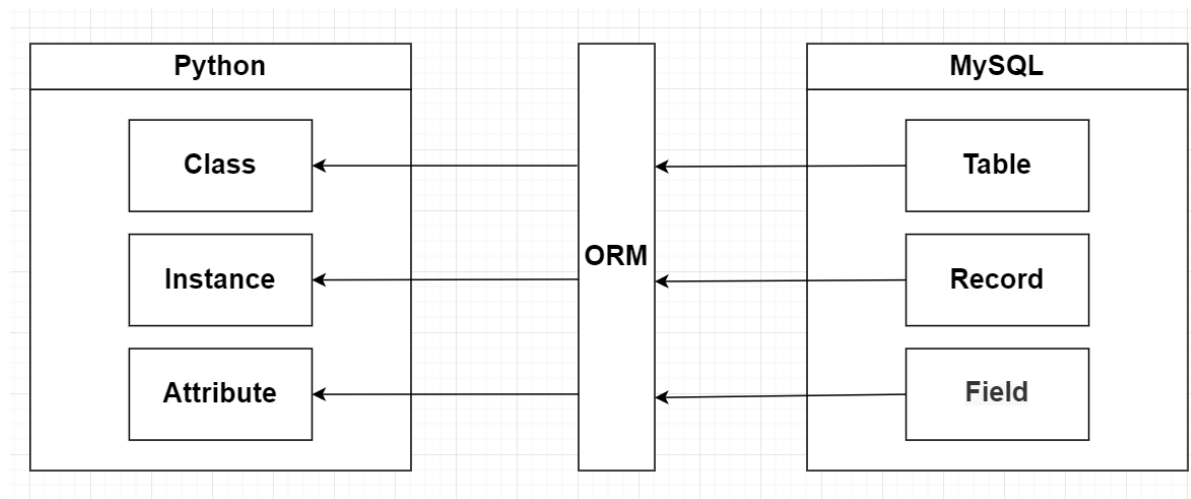 Python
Class
Instance
Attribute
ORM
MySQL
Table
Record
Field